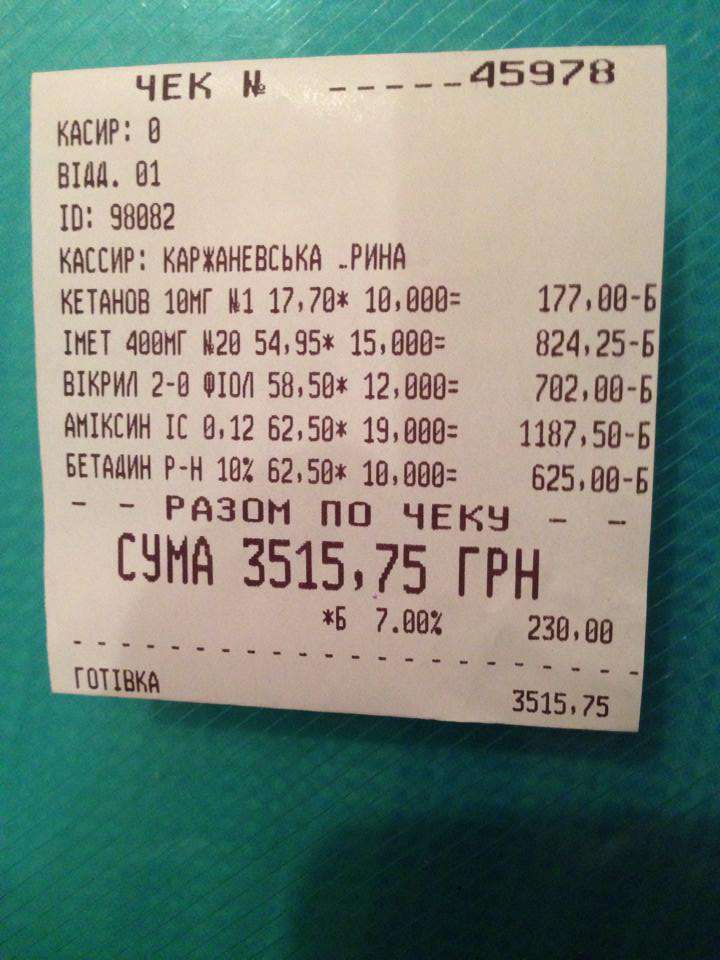 ЧЕК № -----45978
КАСИР: 0
ВІДД. 01
ID: 98082
КАССИР: КАРЖАНЕВСЬКА .РИНА
КЕТАНОВ 10МГ №1 17,70* 10,000= 177,00-Б
ІМЕТ 400МГ №20 54,95* 15,000= 824,25-Б
ВІКРИЛ 2-0 ФІОЛ 58,50* 12,000= 702,00-Б
АМІКСИН ІС 0,12 62,50* 19,000= 1187,50-Б
БЕТАДИН Р-Н 10% 62,50* 10,000= 625,00-Б
- - РАЗОМ ПО ЧЕКУ - -
СУМА 3515,75 ГРН
*Б 7.00% 230,00
ГОТІВКА 3515,75